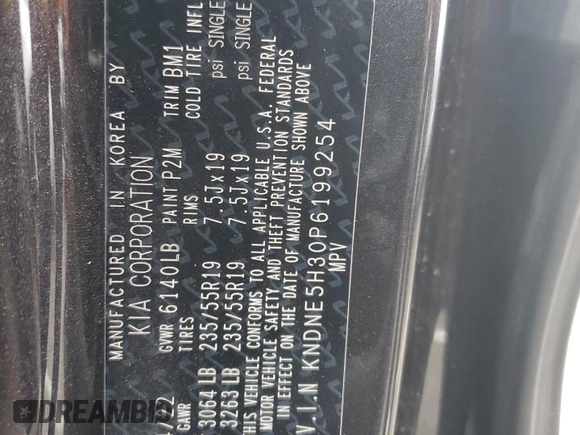 MANUFACTURED IN KOREA BY
KIA CORPORATION
GVWR 6140LB PAINT P2M TRIM BM1
GAWR TIRES RIMS COLD TIRE INFL
3064LB 235/55R19 7.5Jx19 psi SINGLE
3263LB 235/55R19 7.5Jx19 psi SINGLE
THIS VEHICLE CONFORMS TO ALL APPLICABLE U.S.A. FEDERAL
MOTOR VEHICLE SAFETY AND THEFT PREVENTION STANDARDS
IN EFFECT ON THE DATE OF MANUFACTURE SHOWN ABOVE
V.I.N KNDNE5H30P6199254
MPV
DATED BIDFAX